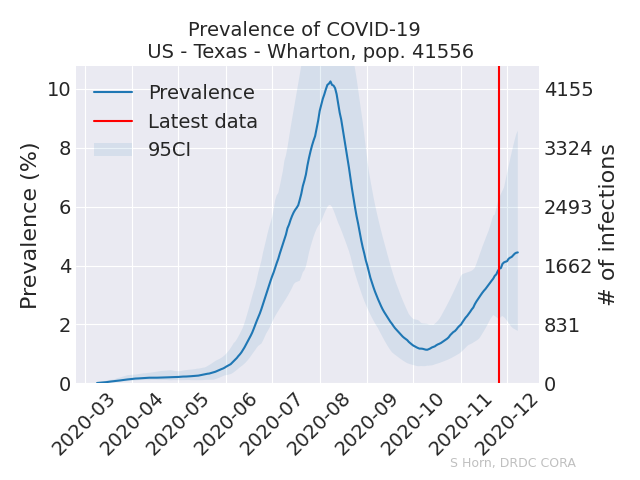 Prevalence of COVID-19
US - Texas - Wharton, pop. 41556
Prevalence (%)
10
8
6
4
2
0
Prevalence
Latest data
95CI
4155
3324
2493
1662
831
0
# of infections
2020-03
2020-04
2020-05
2020-06
2020-07
2020-08
2020-09
2020-10
2020-11
2020-12
S Horn, DRDC CORA